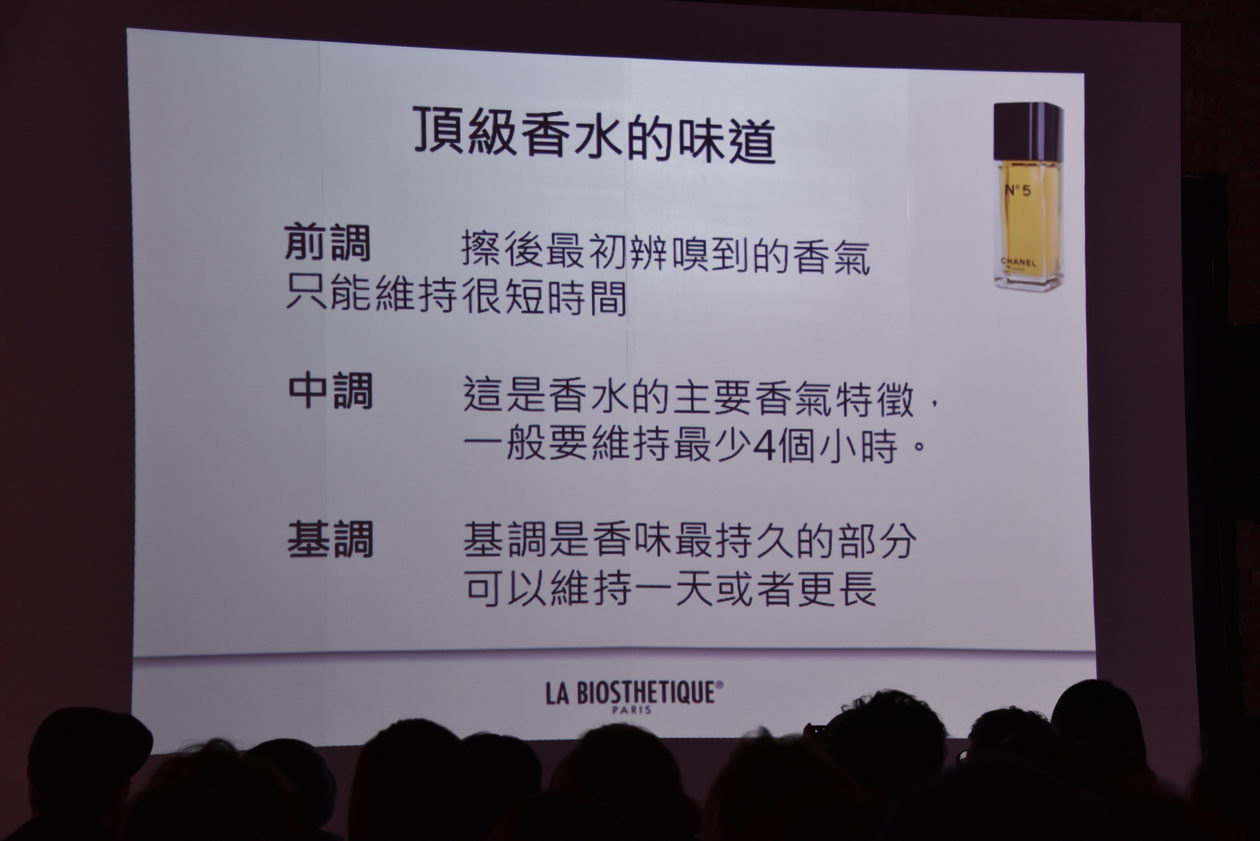 頂級香水的味道
N°5
CHANEL
前調 擦後最初辨嗅到的香氣
只能維持很短時間
中調 這是香水的主要香氣特徵，
一般要維持最少4個小時。
基調 基調是香味最持久的部分
可以維持一天或者更長
LA BIOSTHETIQUE®
PARIS